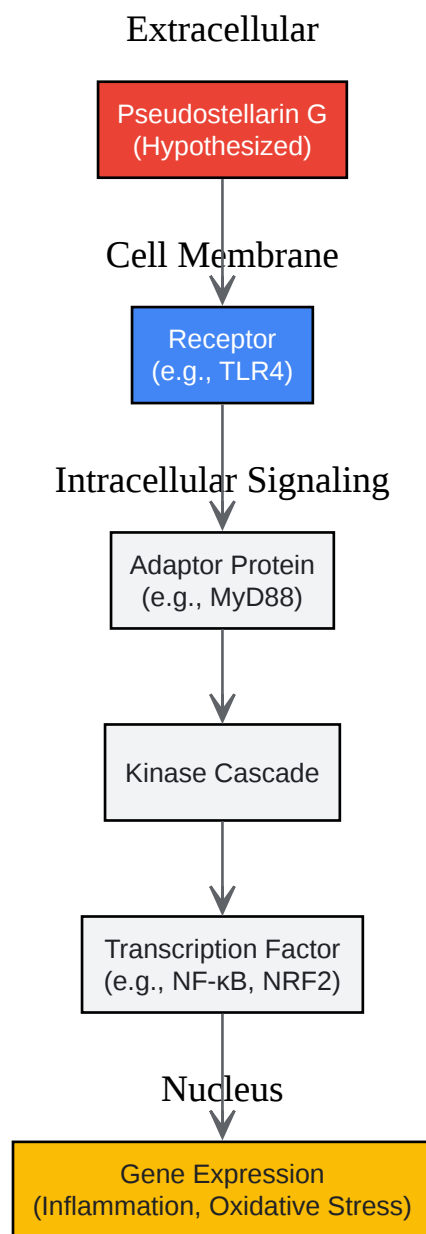 Extracellular
Pseudostellarin G
(Hypothesized)
Cell Membrane
Receptor
(e.g., TLR4)
Intracellular Signaling
Adaptor Protein
(e.g., MyD88)
Kinase Cascade
Transcription Factor
(e.g., NF-κB, NRF2)
Nucleus
Gene Expression
(Inflammation, Oxidative Stress)